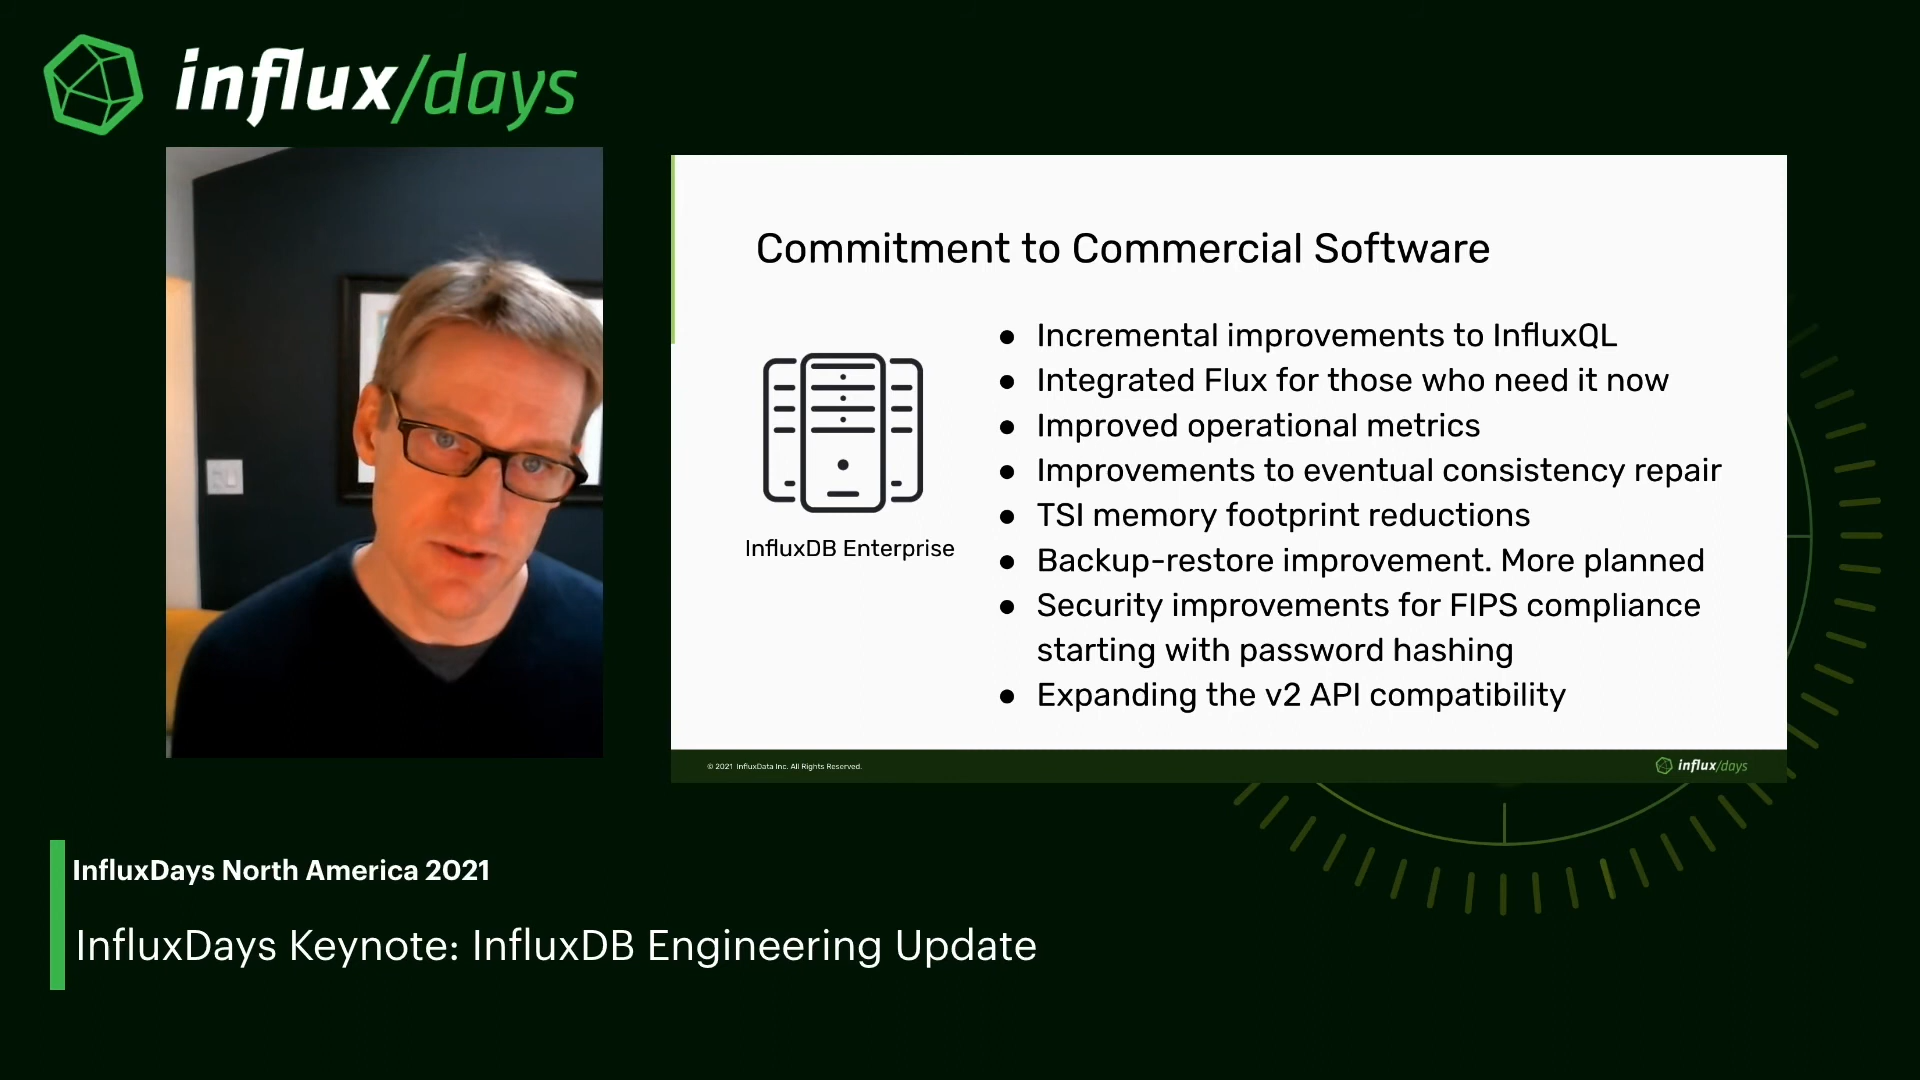 influx/days
Commitment to Commercial Software
InfluxDB Enterprise
● Incremental improvements to InfluxQL
● Integrated Flux for those who need it now
● Improved operational metrics
● Improvements to eventual consistency repair
● TSI memory footprint reductions
● Backup-restore improvement. More planned
● Security improvements for FIPS compliance
starting with password hashing
● Expanding the v2 API compatibility
© 2021 InfluxData Inc. All Rights Reserved.
influx/days
InfluxDays North America 2021
InfluxDays Keynote: InfluxDB Engineering Update